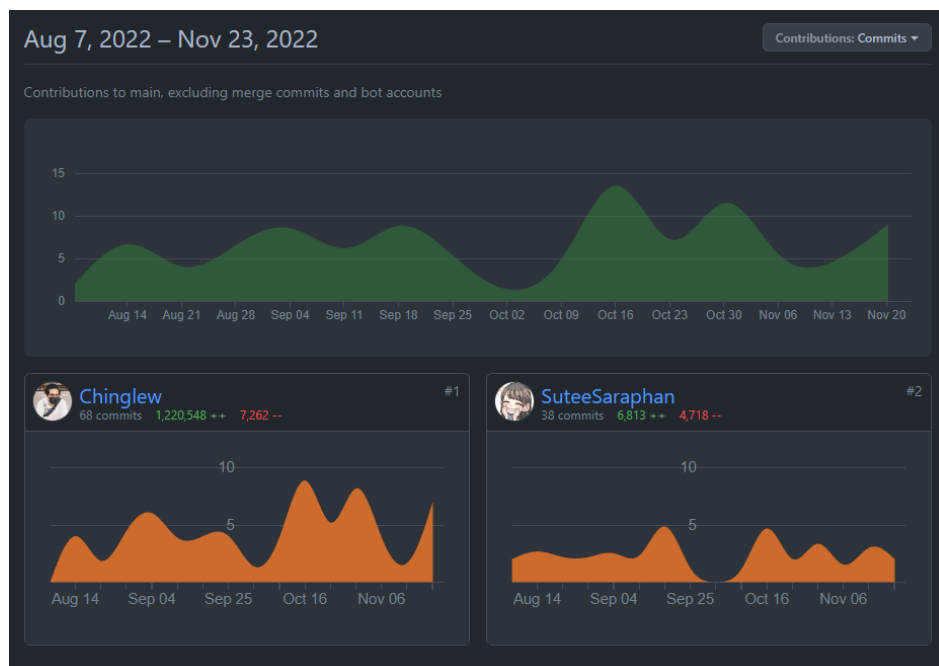 Aug 7, 2022 – Nov 23, 2022
Contributions: Commits
Contributions to main, excluding merge commits and bot accounts
15
10
5
0
Aug 14 Aug 21 Aug 28 Sep 04 Sep 11 Sep 18 Sep 25 Oct 02 Oct 09 Oct 16 Oct 23 Oct 30 Nov 06 Nov 13 Nov 20
Chinglew #1
68 commits 1,220,548 ++ 7,262 --
10
5
Aug 14 Sep 04 Sep 25 Oct 16 Nov 06
SuteeSaraphan #2
38 commits 6,813 ++ 4,718 --
10
5
Aug 14 Sep 04 Sep 25 Oct 16 Nov 06